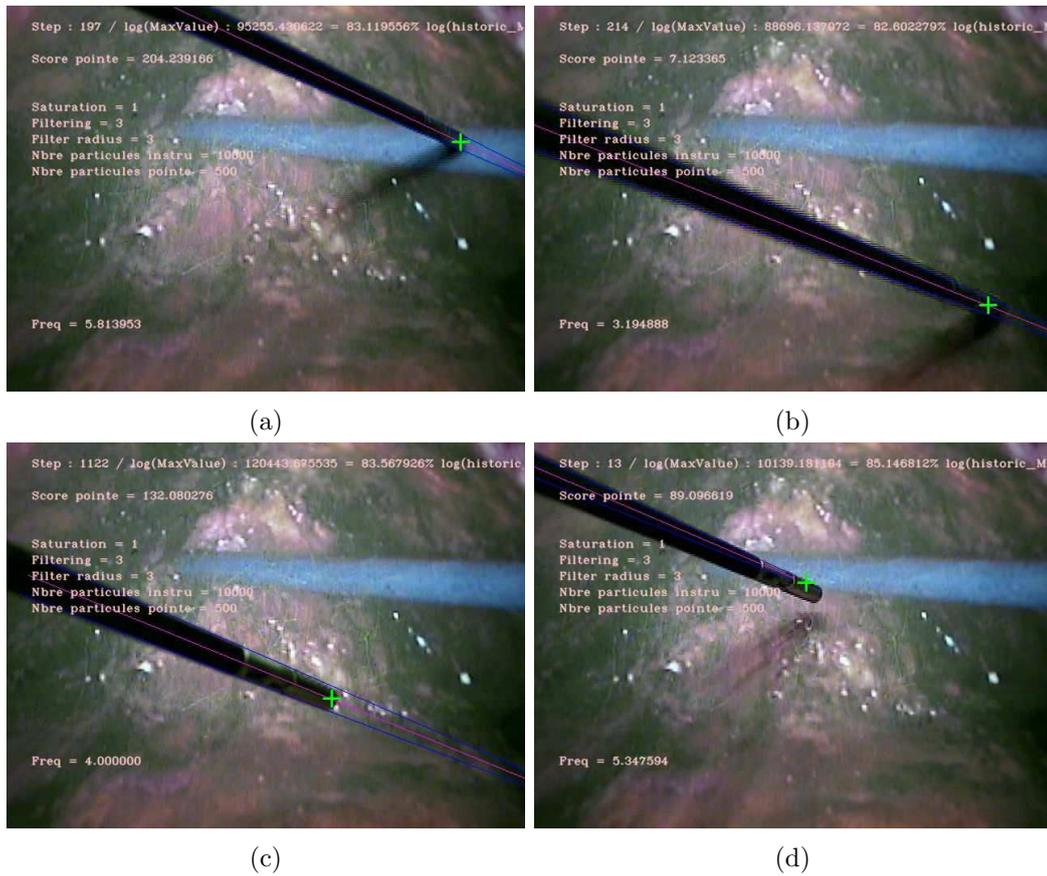 Step : 197 / log(MaxValue) : 95255.430622 = 83.119556% log(historic_M
Score pointe = 204.239166
Saturation = 1
Filtering = 3
Filter radius = 3
Nbre particules instru = 10000
Nbre particules pointe = 500
Freq = 5.813953
(a)
Step : 214 / log(MaxValue) : 88696.137072 = 82.602279% log(historic_M
Score pointe = 7.123365
Saturation = 1
Filtering = 3
Filter radius = 3
Nbre particules instru = 10000
Nbre particules pointe = 500
Freq = 3.194888
(b)
Step : 1122 / log(MaxValue) : 120443.675535 = 83.567926% log(historic_
Score pointe = 132.080276
Saturation = 1
Filtering = 3
Filter radius = 3
Nbre particules instru = 10000
Nbre particules pointe = 500
Freq = 4.000000
(c)
Step : 13 / log(MaxValue) : 10139.181194 = 85.146812% log(historic_M
Score pointe = 89.096619
Saturation = 1
Filtering = 3
Filter radius = 3
Nbre particules instru = 10000
Nbre particules pointe = 500
Freq = 5.347594
(d)